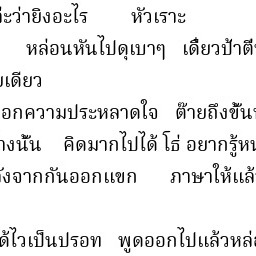 ว่ายิงอะไร หัวเราะ
หล่อนหันไปดุเบาๆ เดี๋ยวป้าตี
เดียว
อกความประหลาดใจ ต๊ายถึงขั้น
างนั้น คิดมากไปได้ โธ่ อยากรู้
ังจากกันออกแขก ภาษาให้แล้
ด้ไวเป็นปรอท พูดออกไปแล้วหล่